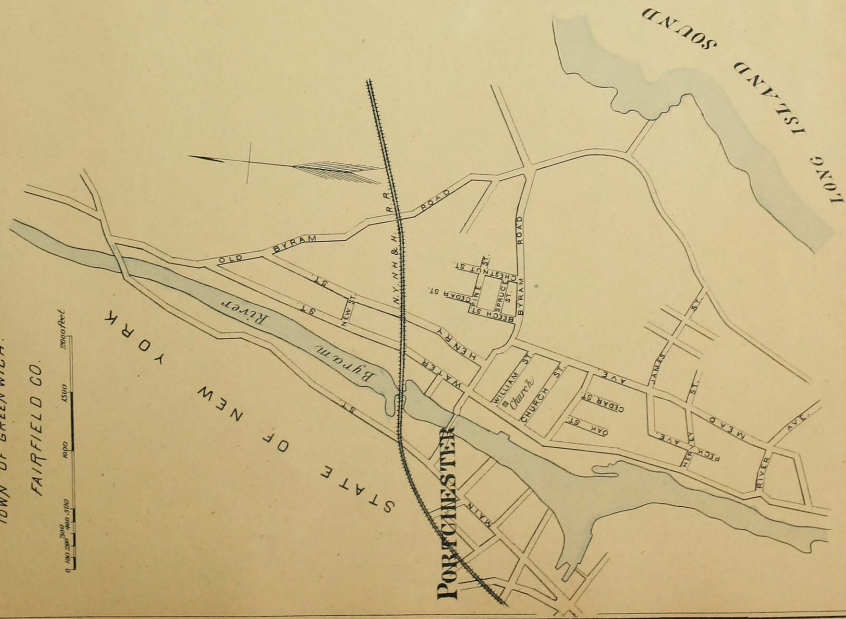 TOWN OF GREENWICH.
FAIRFIELD CO.
0 100 200 300 400 500 1000 1500 2000 feet
LONG ISLAND SOUND
STATE OF NEW YORK
PORTCHESTER
Byram River
N.Y. N.H. & H. R.R.
OLD BYRAM ROAD
BYRAM ROAD
HENRY ST.
WATER ST.
NEW ST.
CHESTNUT ST.
PINE ST.
CEDAR ST.
SPRUCE ST.
BEECH ST.
WILLIAM ST.
Church
CHURCH ST.
OAK ST.
CEDAR ST.
JAMES ST.
MEAD AVE.
PECK AVE.
RIVER AVE.
ST.
MAIN ST.